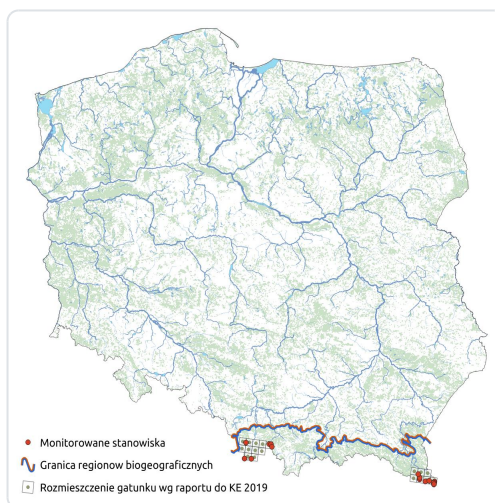 Monitorowane stanowiska
Granica regionow biogeograficznych
Rozmieszczenie gatunku wg raportu do KE 2019